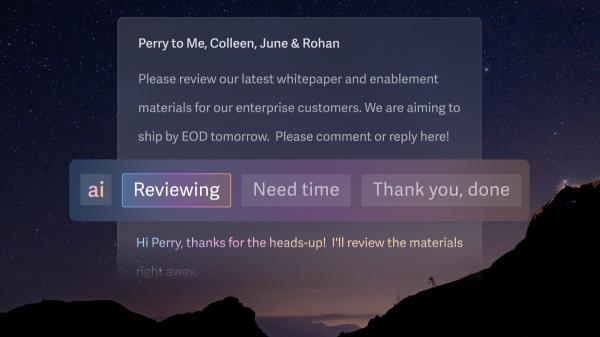 Perry to Me, Colleen, June & Rohan
Please review our latest whitepaper and enablement
materials for our enterprise customers. We are aiming to
ship by EOD tomorrow. Please comment or reply here!
ai Reviewing Need time Thank you, done
Hi Perry, thanks for the heads-up! I'll review the materials
right away.